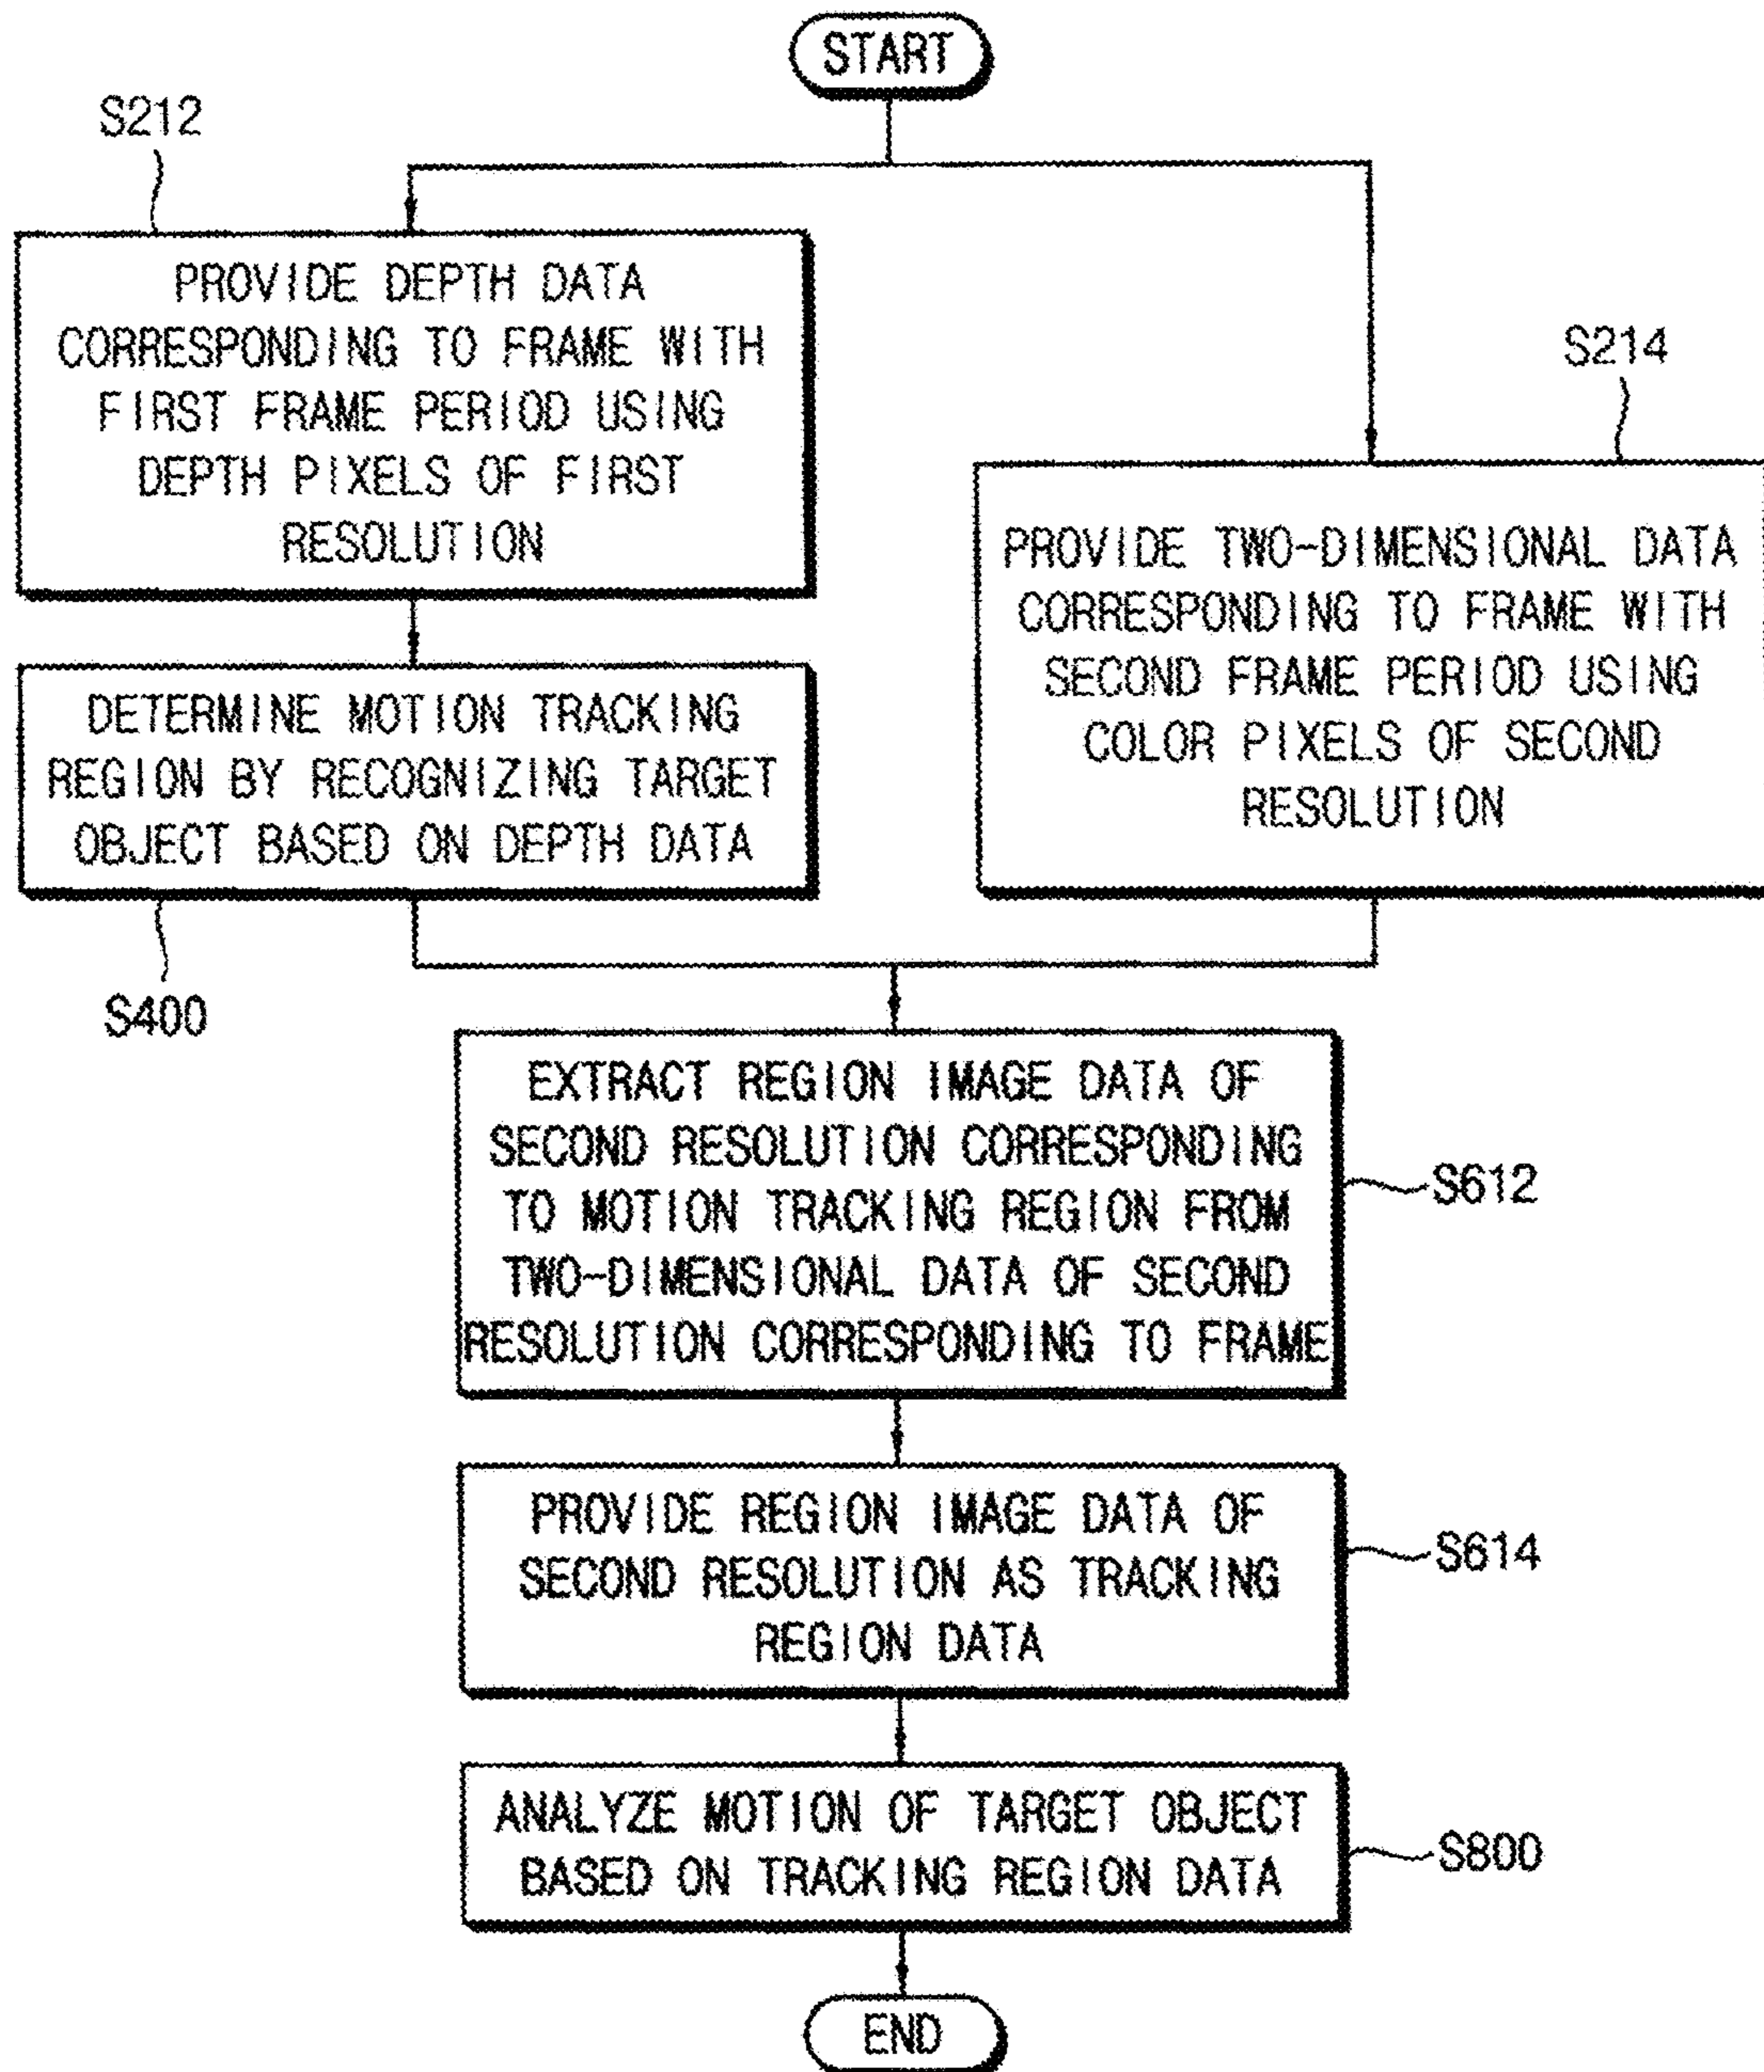 START
S212
PROVIDE DEPTH DATA
CORRESPONDING TO FRAME WITH
FIRST FRAME PERIOD USING
DEPTH PIXELS OF FIRST
RESOLUTION
S214
PROVIDE TWO-DIMENSIONAL DATA
CORRESPONDING TO FRAME WITH
SECOND FRAME PERIOD USING
COLOR PIXELS OF SECOND
RESOLUTION
DETERMINE MOTION TRACKING
REGION BY RECOGNIZING TARGET
OBJECT BASED ON DEPTH DATA
S400
EXTRACT REGION IMAGE DATA OF
SECOND RESOLUTION CORRESPONDING
TO MOTION TRACKING REGION FROM
TWO-DIMENSIONAL DATA OF SECOND
RESOLUTION CORRESPONDING TO FRAME
S612
PROVIDE REGION IMAGE DATA OF
SECOND RESOLUTION AS TRACKING
REGION DATA
S614
ANALYZE MOTION OF TARGET OBJECT
BASED ON TRACKING REGION DATA
S800
END